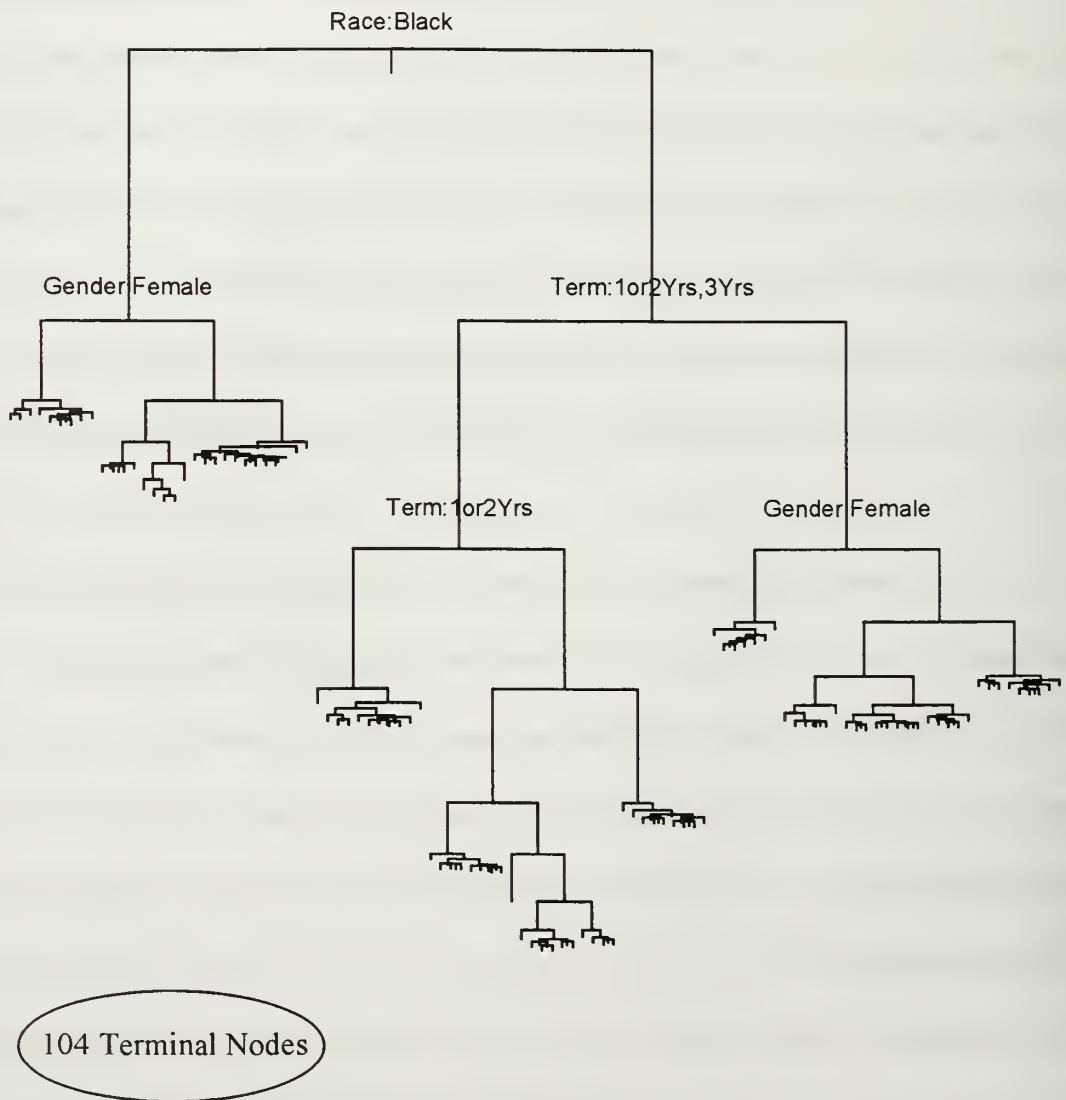 Race:Black
Gender:Female
Term:1or2Yrs,3Yrs
Term:1or2Yrs
Gender:Female
104 Terminal Nodes